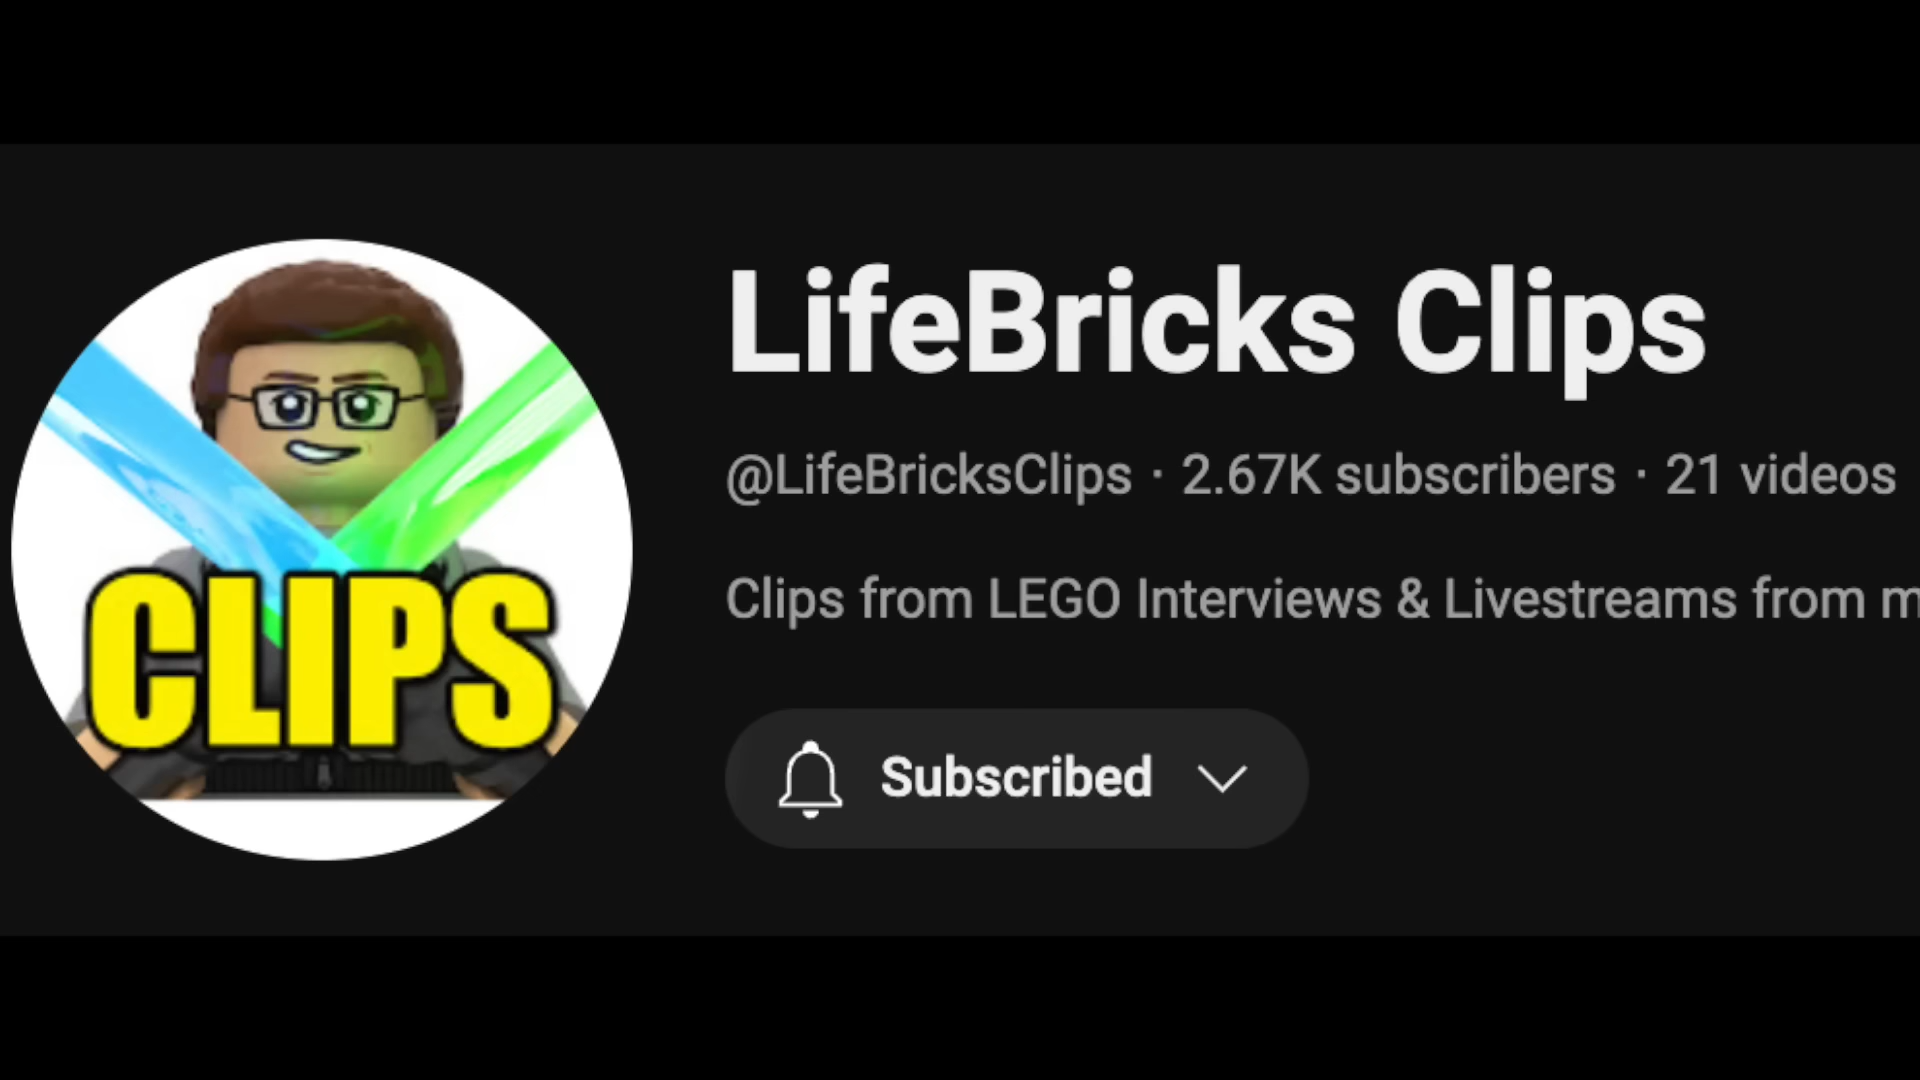 CLIPS
LifeBricks Clips
@LifeBricksClips · 2.67K subscribers · 21 videos
Clips from LEGO Interviews & Livestreams from m
Subscribed